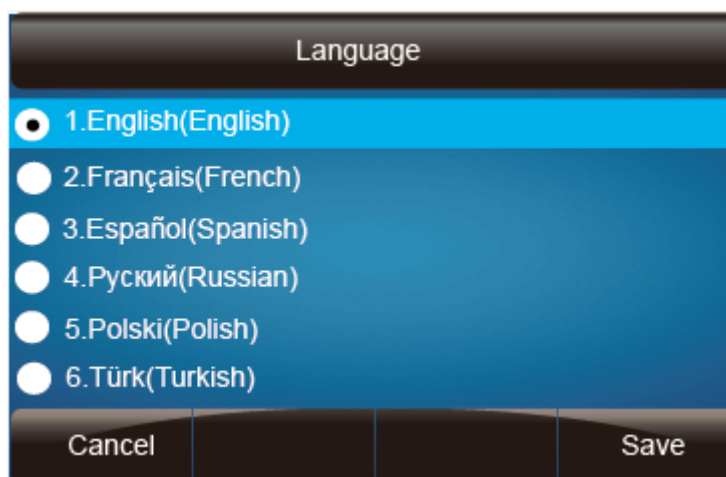 Language
1.English(English)
2.Français(French)
3.Español(Spanish)
4.Руский(Russian)
5.Polski(Polish)
6.Türk(Turkish)
Cancel Save